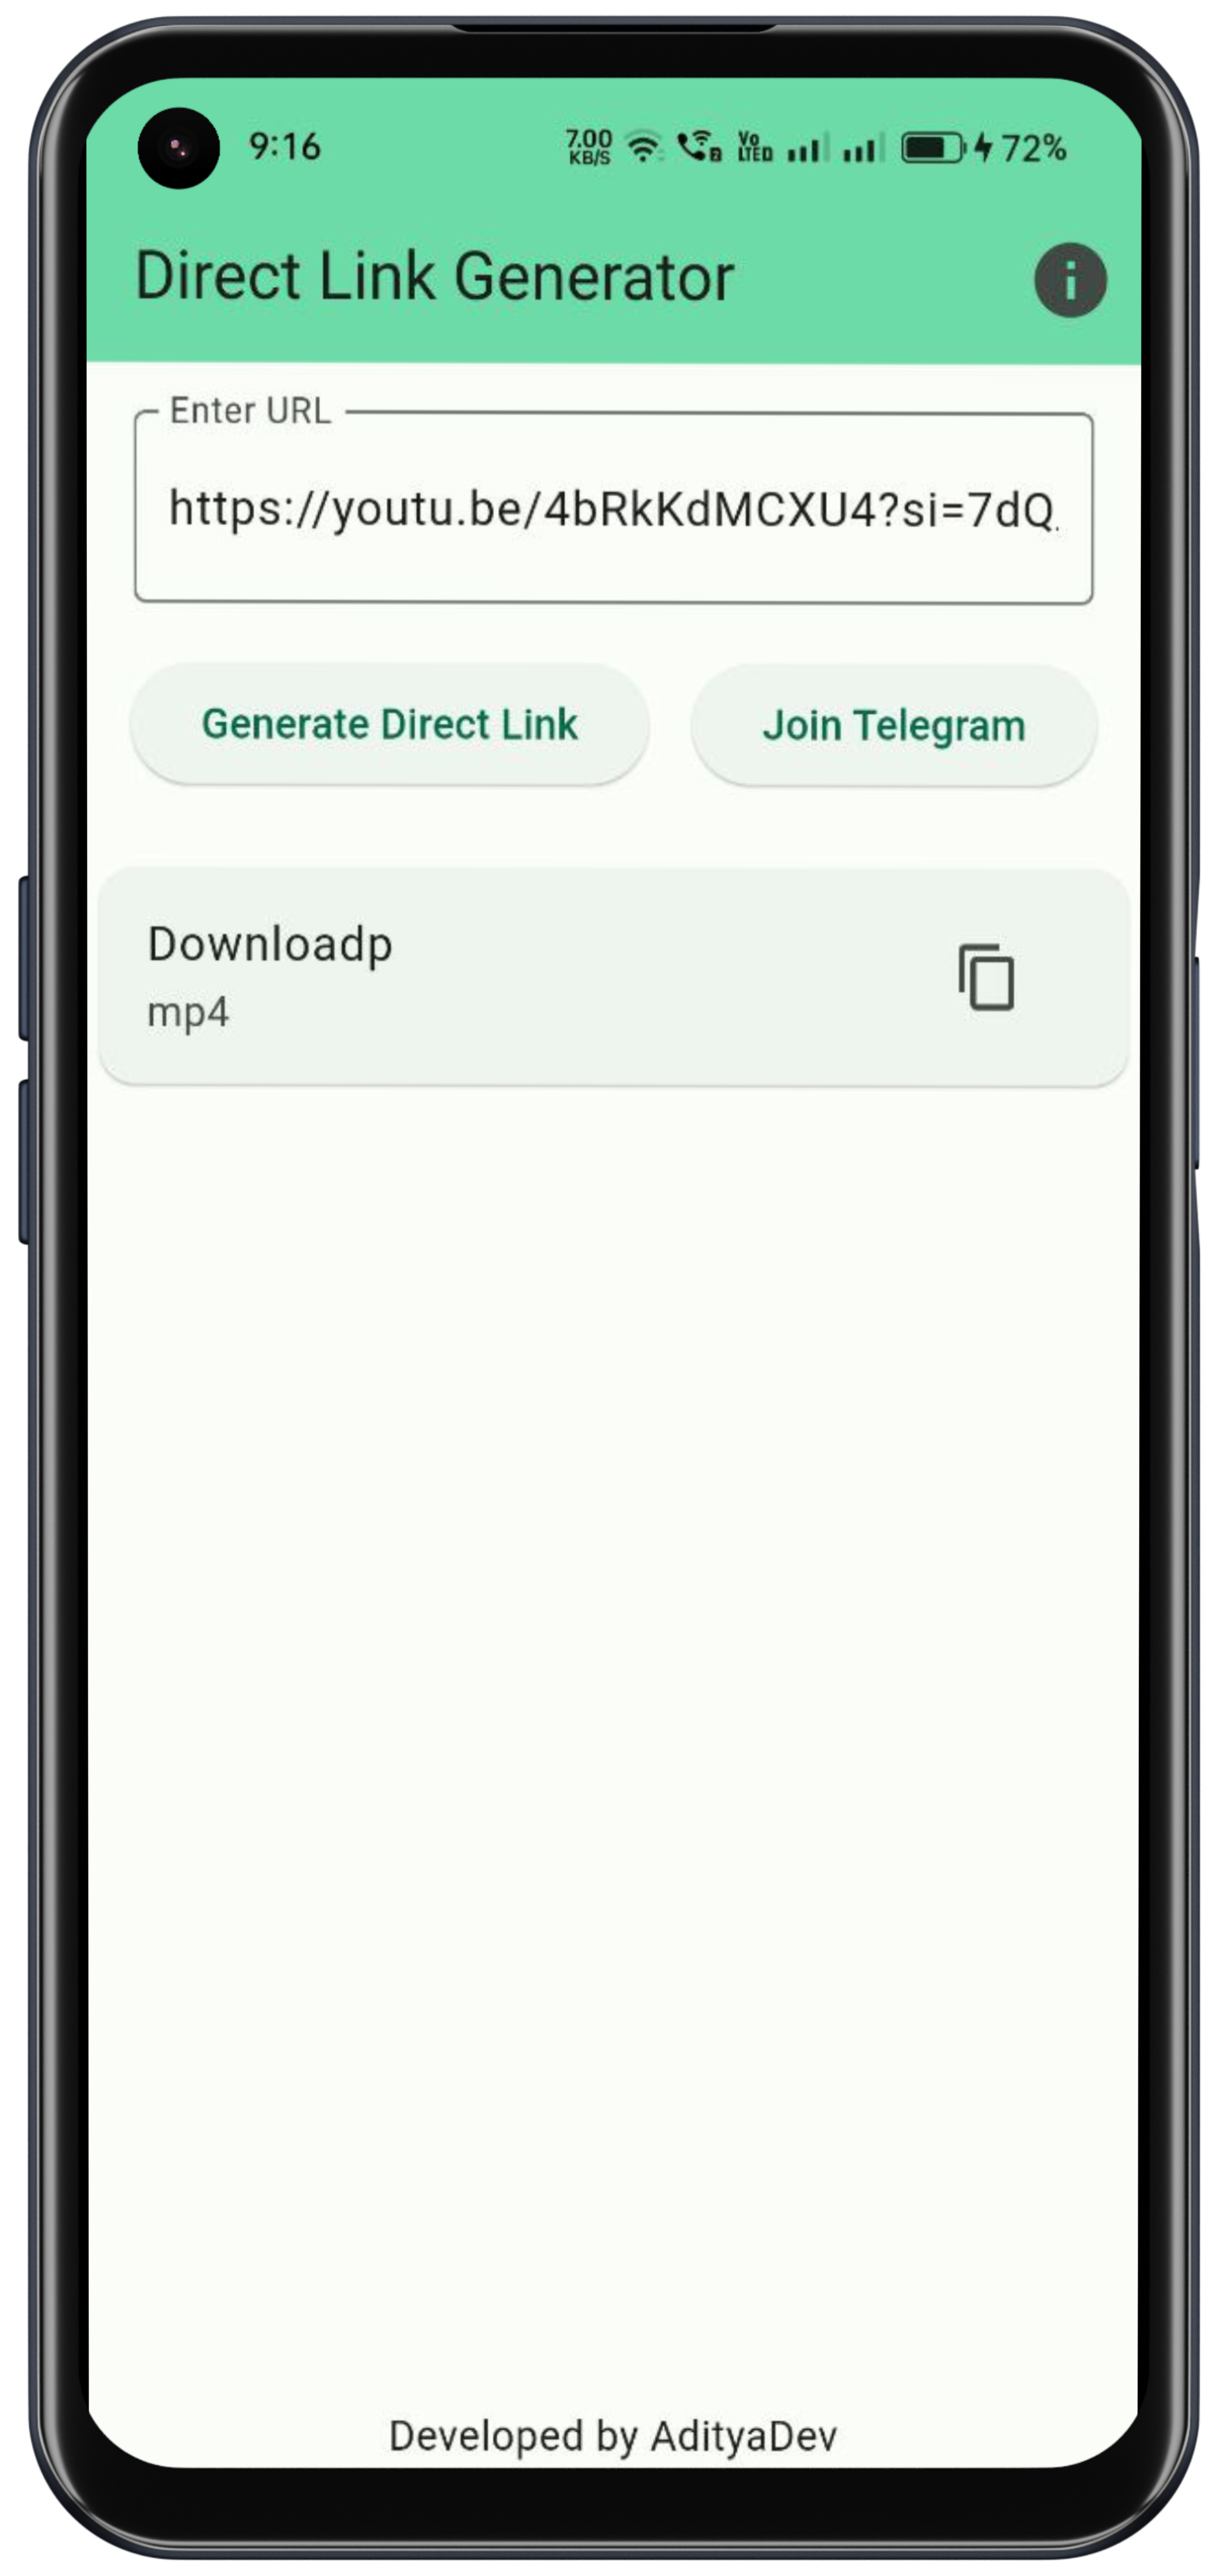 9:16 7.00 KB/S Vo LTED 72%
Direct Link Generator
Enter URL
https://youtu.be/4bRkKdMCXU4?si=7dQ
Generate Direct Link Join Telegram
Downloadp
mp4
Developed by AdityaDev